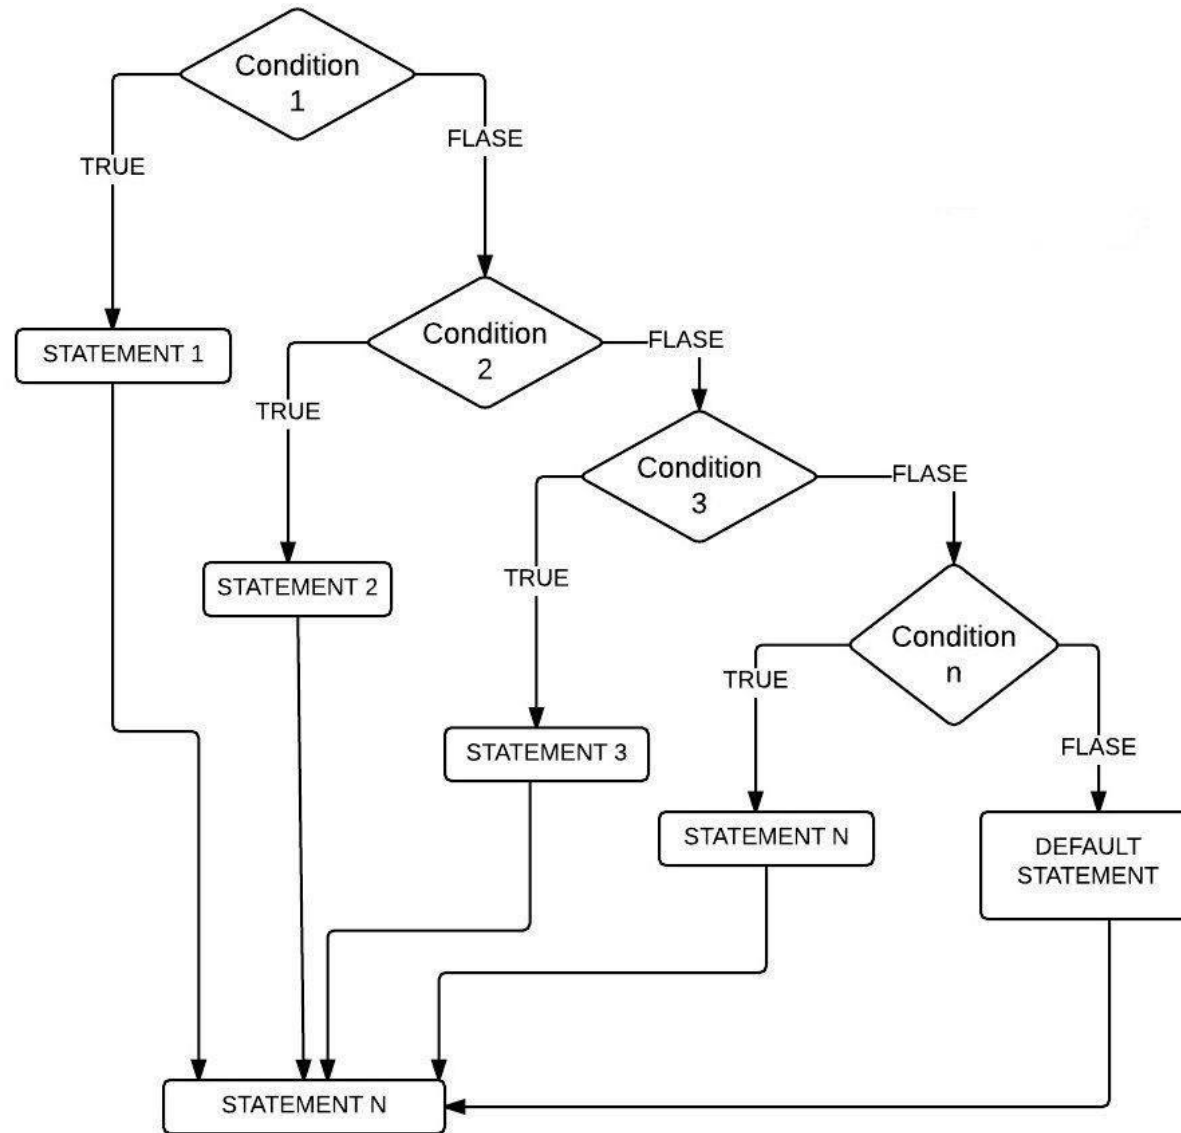 Condition
1
TRUE
FLASE
STATEMENT 1
Condition
2
TRUE
FLASE
STATEMENT 2
Condition
3
TRUE
FLASE
STATEMENT 3
Condition
n
TRUE
FLASE
STATEMENT N
DEFAULT
STATEMENT
STATEMENT N